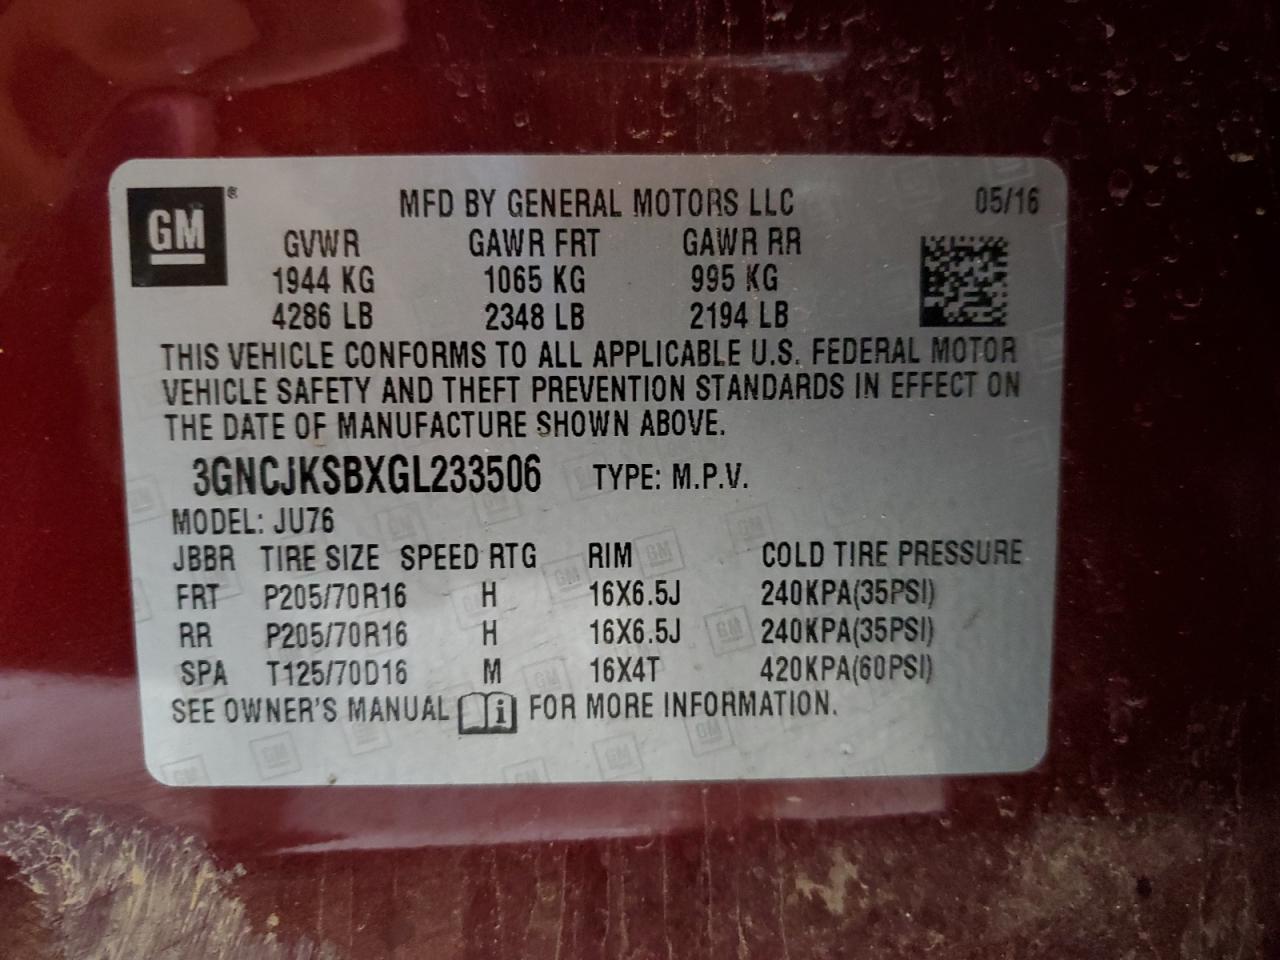 GM ®
MFD BY GENERAL MOTORS LLC 05/16
GVWR GAWR FRT GAWR RR
1944 KG 1065 KG 995 KG
4286 LB 2348 LB 2194 LB
THIS VEHICLE CONFORMS TO ALL APPLICABLE U.S. FEDERAL MOTOR
VEHICLE SAFETY AND THEFT PREVENTION STANDARDS IN EFFECT ON
THE DATE OF MANUFACTURE SHOWN ABOVE.
3GNCJKSBXGL233506 TYPE: M.P.V.
MODEL: JU76
JBBR TIRE SIZE SPEED RTG RIM COLD TIRE PRESSURE
FRT P205/70R16 H 16X6.5J 240KPA(35PSI)
RR P205/70R16 H 16X6.5J 240KPA(35PSI)
SPA T125/70D16 M 16X4T 420KPA(60PSI)
SEE OWNER'S MANUAL i FOR MORE INFORMATION.